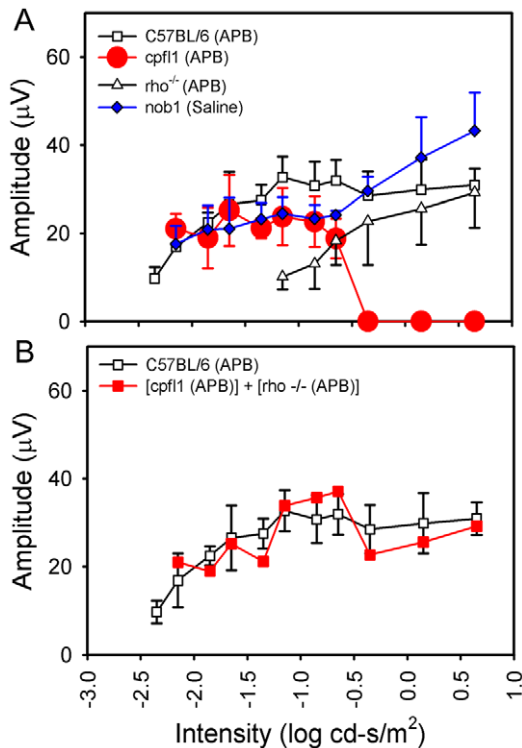 A
C57BL/6 (APB)
cpfl1 (APB)
rho-/- (APB)
nob1 (Saline)
60
40
20
0
Amplitude (μV)
B
C57BL/6 (APB)
[cpfl1 (APB)] + [rho -/- (APB)]
60
40
20
0
Amplitude (μV)
-3.0
-2.5
-2.0
-1.5
-1.0
-0.5
0.0
0.5
1.0
Intensity (log cd-s/m²)